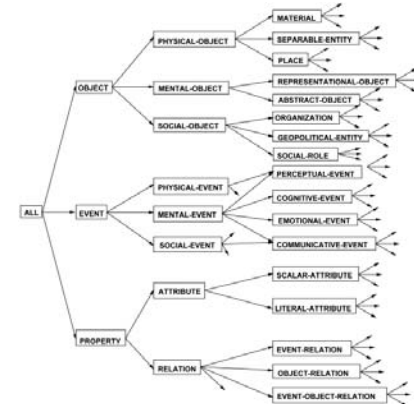 MATERIAL
PHYSICAL-OBJECT
SEPARABLE-ENTITY
PLACE
OBJECT
MENTAL-OBJECT
REPRESENTATIONAL-OBJECT
ABSTRACT-OBJECT
SOCIAL-OBJECT
ORGANIZATION
GEOPOLITICAL-ENTITY
SOCIAL-ROLE
PERCEPTUAL-EVENT
PHYSICAL-EVENT
COGNITIVE-EVENT
ALL
EVENT
MENTAL-EVENT
EMOTIONAL-EVENT
SOCIAL-EVENT
COMMUNICATIVE-EVENT
SCALAR-ATTRIBUTE
ATTRIBUTE
LITERAL-ATTRIBUTE
PROPERTY
EVENT-RELATION
RELATION
OBJECT-RELATION
EVENT-OBJECT-RELATION